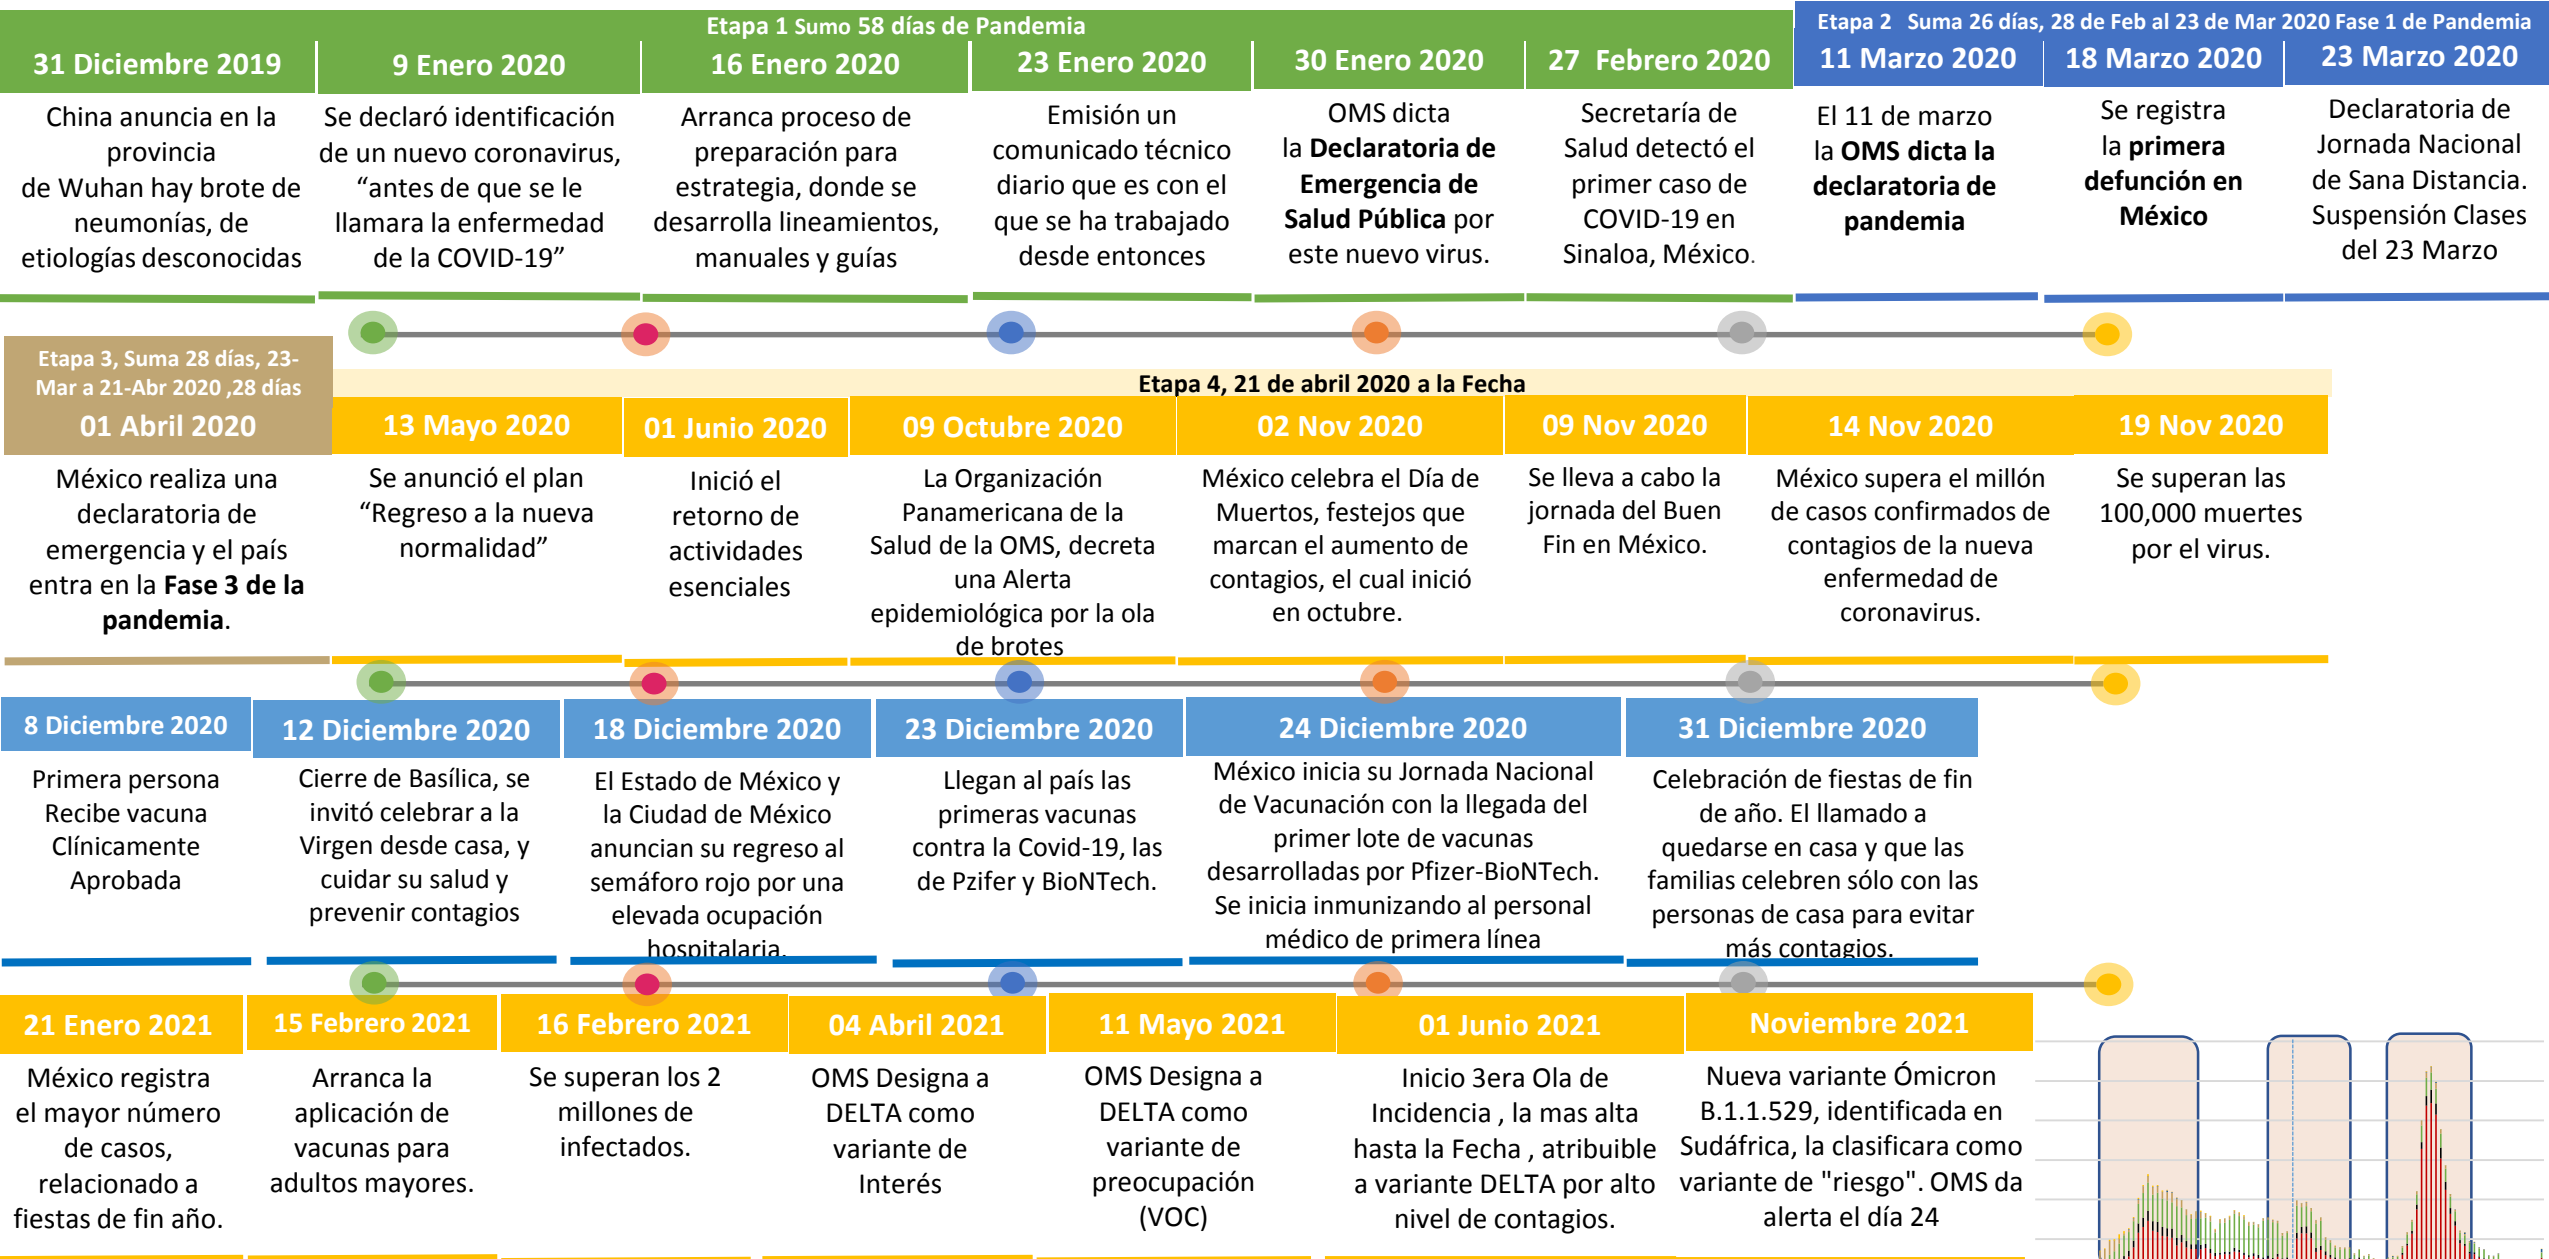 Etapa 1 Sumo 58 días de Pandemia
31 Diciembre 2019
China anuncia en la
provincia
de Wuhan hay brote de
neumonías, de
etiologías desconocidas
9 Enero 2020
Se declaró identificación
de un nuevo coronavirus,
“antes de que se le
llamara la enfermedad
de la COVID-19”
16 Enero 2020
Arranca proceso de
preparación para
estrategia, donde se
desarrolla lineamientos,
manuales y guías
23 Enero 2020
Emisión un
comunicado técnico
diario que es con el
que se ha trabajado
desde entonces
30 Enero 2020
OMS dicta
la Declaratoria de
Emergencia de
Salud Pública por
este nuevo virus.
27 Febrero 2020
Secretaría de
Salud detectó el
primer caso de
COVID-19 en
Sinaloa, México.
Etapa 2 Suma 26 días, 28 de Feb al 23 de Mar 2020 Fase 1 de Pandemia
11 Marzo 2020
El 11 de marzo
la OMS dicta la
declaratoria de
pandemia
18 Marzo 2020
Se registra
la primera
defunción en
México
23 Marzo 2020
Declaratoria de
Jornada Nacional
de Sana Distancia.
Suspensión Clases
del 23 Marzo
Etapa 3, Suma 28 días, 23-
Mar a 21-Abr 2020 ,28 días
01 Abril 2020
México realiza una
declaratoria de
emergencia y el país
entra en la Fase 3 de la
pandemia.
Etapa 4, 21 de abril 2020 a la Fecha
13 Mayo 2020
Se anunció el plan
“Regreso a la nueva
normalidad”
01 Junio 2020
Inició el
retorno de
actividades
esenciales
09 Octubre 2020
La Organización
Panamericana de la
Salud de la OMS, decreta
una Alerta
epidemiológica por la ola
de brotes
02 Nov 2020
México celebra el Día de
Muertos, festejos que
marcan el aumento de
contagios, el cual inició
en octubre.
09 Nov 2020
Se lleva a cabo la
jornada del Buen
Fin en México.
14 Nov 2020
México supera el millón
de casos confirmados de
contagios de la nueva
enfermedad de
coronavirus.
19 Nov 2020
Se superan las
100,000 muertes
por el virus.
8 Diciembre 2020
Primera persona
Recibe vacuna
Clínicamente
Aprobada
12 Diciembre 2020
Cierre de Basílica, se
invitó celebrar a la
Virgen desde casa, y
cuidar su salud y
prevenir contagios
18 Diciembre 2020
El Estado de México y
la Ciudad de México
anuncian su regreso al
semáforo rojo por una
elevada ocupación
hospitalaria.
23 Diciembre 2020
Llegan al país las
primeras vacunas
contra la Covid-19, las
de Pzifer y BioNTech.
24 Diciembre 2020
México inicia su Jornada Nacional
de Vacunación con la llegada del
primer lote de vacunas
desarrolladas por Pfizer-BioNTech.
Se inicia inmunizando al personal
médico de primera línea
31 Diciembre 2020
Celebración de fiestas de fin
de año. El llamado a
quedarse en casa y que las
familias celebren sólo con las
personas de casa para evitar
más contagios.
21 Enero 2021
México registra
el mayor número
de casos,
relacionado a
fiestas de fin año.
15 Febrero 2021
Arranca la
aplicación de
vacunas para
adultos mayores.
16 Febrero 2021
Se superan los 2
millones de
infectados.
04 Abril 2021
OMS Designa a
DELTA como
variante de
Interés
11 Mayo 2021
OMS Designa a
DELTA como
variante de
preocupación
(VOC)
01 Junio 2021
Inicio 3era Ola de
Incidencia , la mas alta
hasta la Fecha , atribuible
a variante DELTA por alto
nivel de contagios.
Noviembre 2021
Nueva variante Ómicron
B.1.1.529, identificada en
Sudáfrica, la clasificara como
variante de "riesgo". OMS da
alerta el día 24